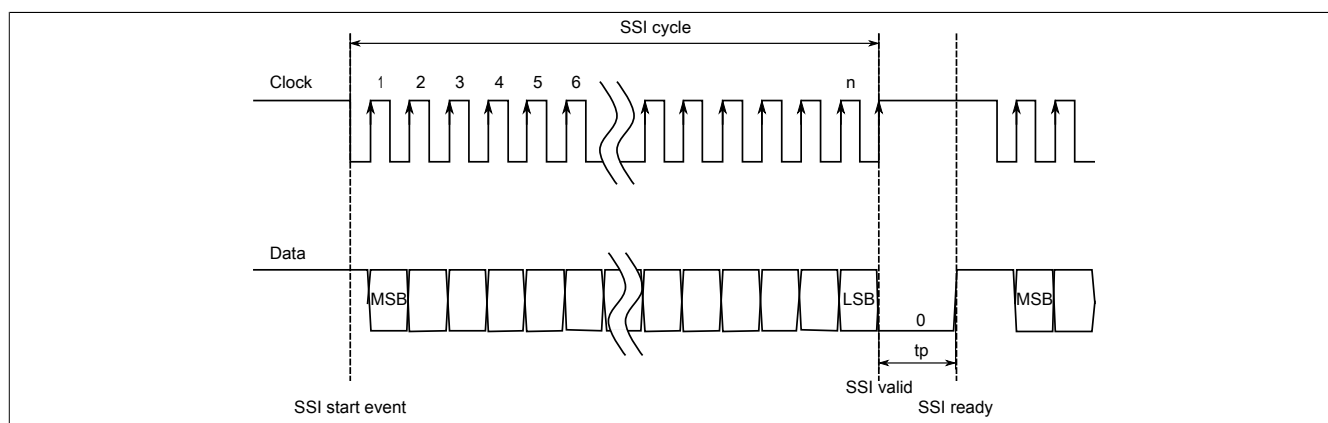 SSI cycle
Clock
1 2 3 4 5 6 n
Data
MSB LSB MSB
0
tp
SSI valid
SSI start event SSI ready